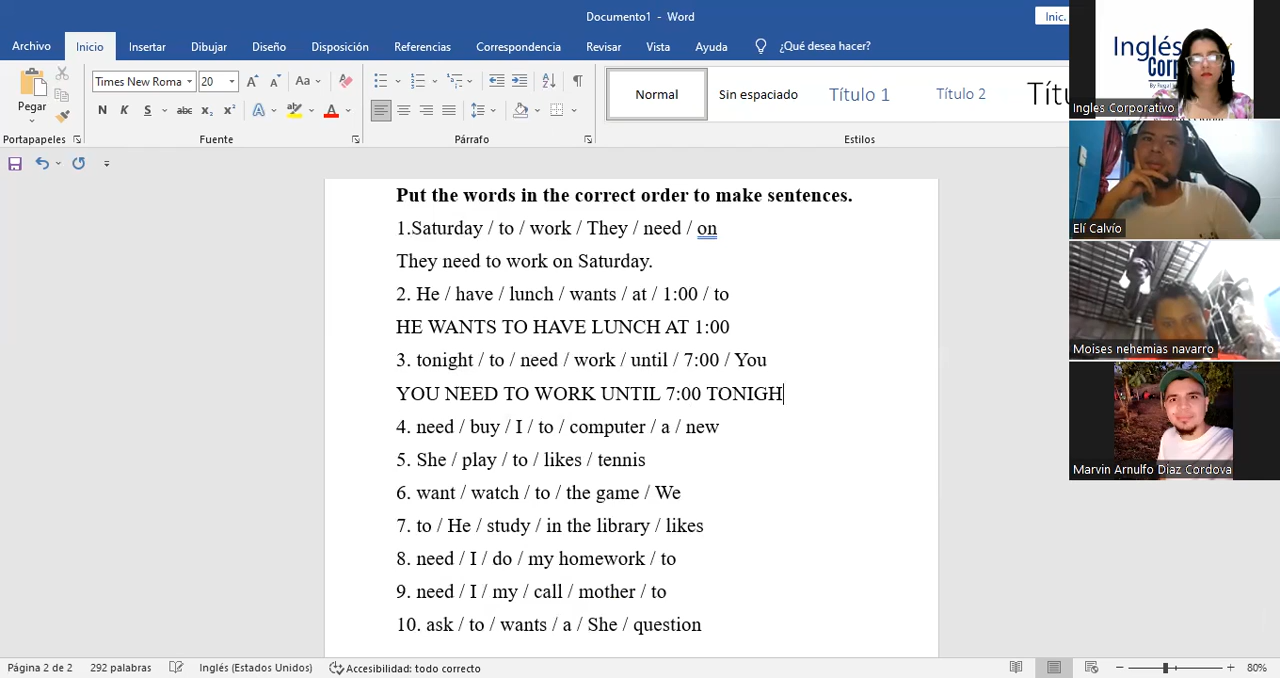 Documento1 - Word
Inic.
Archivo Inicio Insertar Dibujar Diseño Disposición Referencias Correspondencia Revisar Vista Ayuda ¿Qué desea hacer?
Pegar
Times New Roma 20
N K S abc x₂ x²
Aa
Normal
Sin espaciado
Título 1
Título 2
Portapapeles Fuente Párrafo Estilos
Put the words in the correct order to make sentences.
1.Saturday / to / work / They / need / on
They need to work on Saturday.
2. He / have / lunch / wants / at / 1:00 / to
HE WANTS TO HAVE LUNCH AT 1:00
3. tonight / to / need / work / until / 7:00 / You
YOU NEED TO WORK UNTIL 7:00 TONIGH
4. need / buy / I / to / computer / a / new
5. She / play / to / likes / tennis
6. want / watch / to / the game / We
7. to / He / study / in the library / likes
8. need / I / do / my homework / to
9. need / I / my / call / mother / to
10. ask / to / wants / a / She / question
Página 2 de 2 292 palabras Inglés (Estados Unidos) Accesibilidad: todo correcto 80%
Inglés
Corporativo
Ingles Corporativo
Elí Calvío
Moises nehemias navarro
Marvin Arnulfo Diaz Cordova